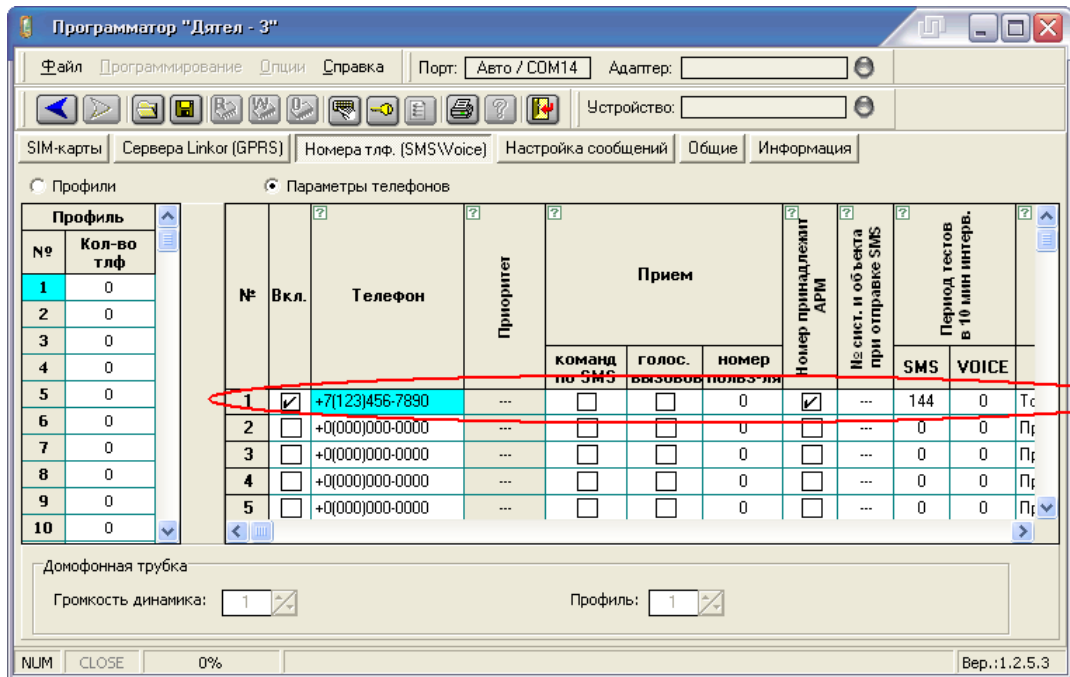 Программатор "Дятел - 3"
Файл Программирование Опции Справка Порт: Авто / COM14 Адаптер:
Устройство:
SIM-карты Сервера Linkor (GPRS) Номера тлф. (SMS\Voice) Настройка сообщений Общие Информация
Профили Параметры телефонов
Профиль
№ Кол-во тлф
1 0
2 0
3 0
4 0
5 0
6 0
7 0
8 0
9 0
10 0
№ Вкл. Телефон Приоритет Прием Номер принадлежит АРМ № сист. и объекта при отправке SMS Период тестов в 10 мин интерв.
команд по SMS голос. вызовов номер польз-ля SMS VOICE
1 +7(123)456-7890 --- 0 --- 144 0 То
2 +0(000)000-0000 --- 0 --- 0 0 Пр
3 +0(000)000-0000 --- 0 --- 0 0 Пр
4 +0(000)000-0000 --- 0 --- 0 0 Пр
5 +0(000)000-0000 --- 0 --- 0 0 Пр
Домофонная трубка
Громкость динамика: 1 Профиль: 1
NUM CLOSE 0% Вер.:1.2.5.3